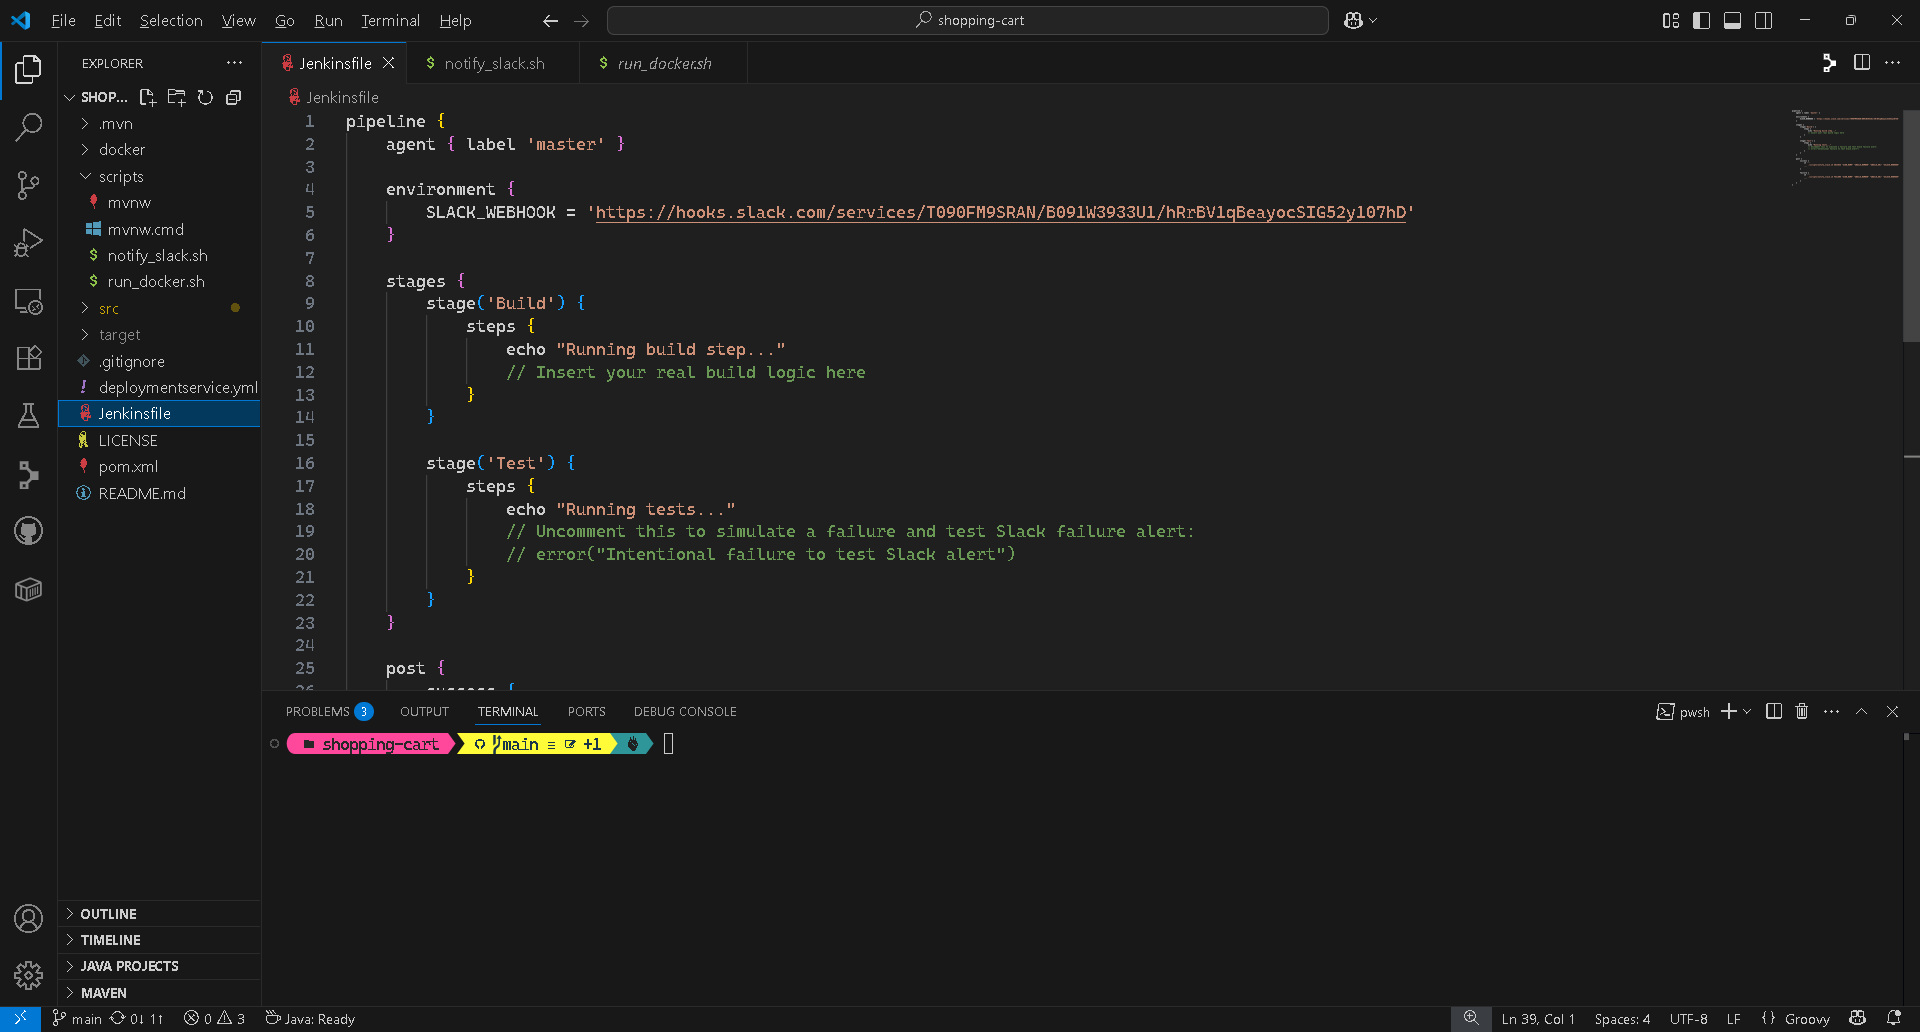 File Edit Selection View Go Run Terminal Help
shopping-cart
EXPLORER
SHOP...
.mvn
docker
scripts
mvnw
mvnw.cmd
notify_slack.sh
run_docker.sh
src
target
.gitignore
deploymentservice.yml
Jenkinsfile
LICENSE
pom.xml
README.md
OUTLINE
TIMELINE
JAVA PROJECTS
MAVEN
Jenkinsfile
notify_slack.sh
run_docker.sh
Jenkinsfile
1 pipeline {
2 agent { label 'master' }
3
4 environment {
5 SLACK_WEBHOOK = 'https://hooks.slack.com/services/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'
6 }
7
8 stages {
9 stage('Build') {
10 steps {
11 echo "Running build step..."
12 // Insert your real build logic here
13 }
14 }
15
16 stage('Test') {
17 steps {
18 echo "Running tests..."
19 // Uncomment this to simulate a failure and test Slack failure alert:
20 // error("Intentional failure to test Slack alert")
21 }
22 }
23 }
24
25 post {
26 success {
PROBLEMS 3 OUTPUT TERMINAL PORTS DEBUG CONSOLE
pwsh
shopping-cart main ≡ +1
main 0↓ 1↑ 0 3 Java: Ready
Ln 39, Col 1 Spaces: 4 UTF-8 LF {} Groovy